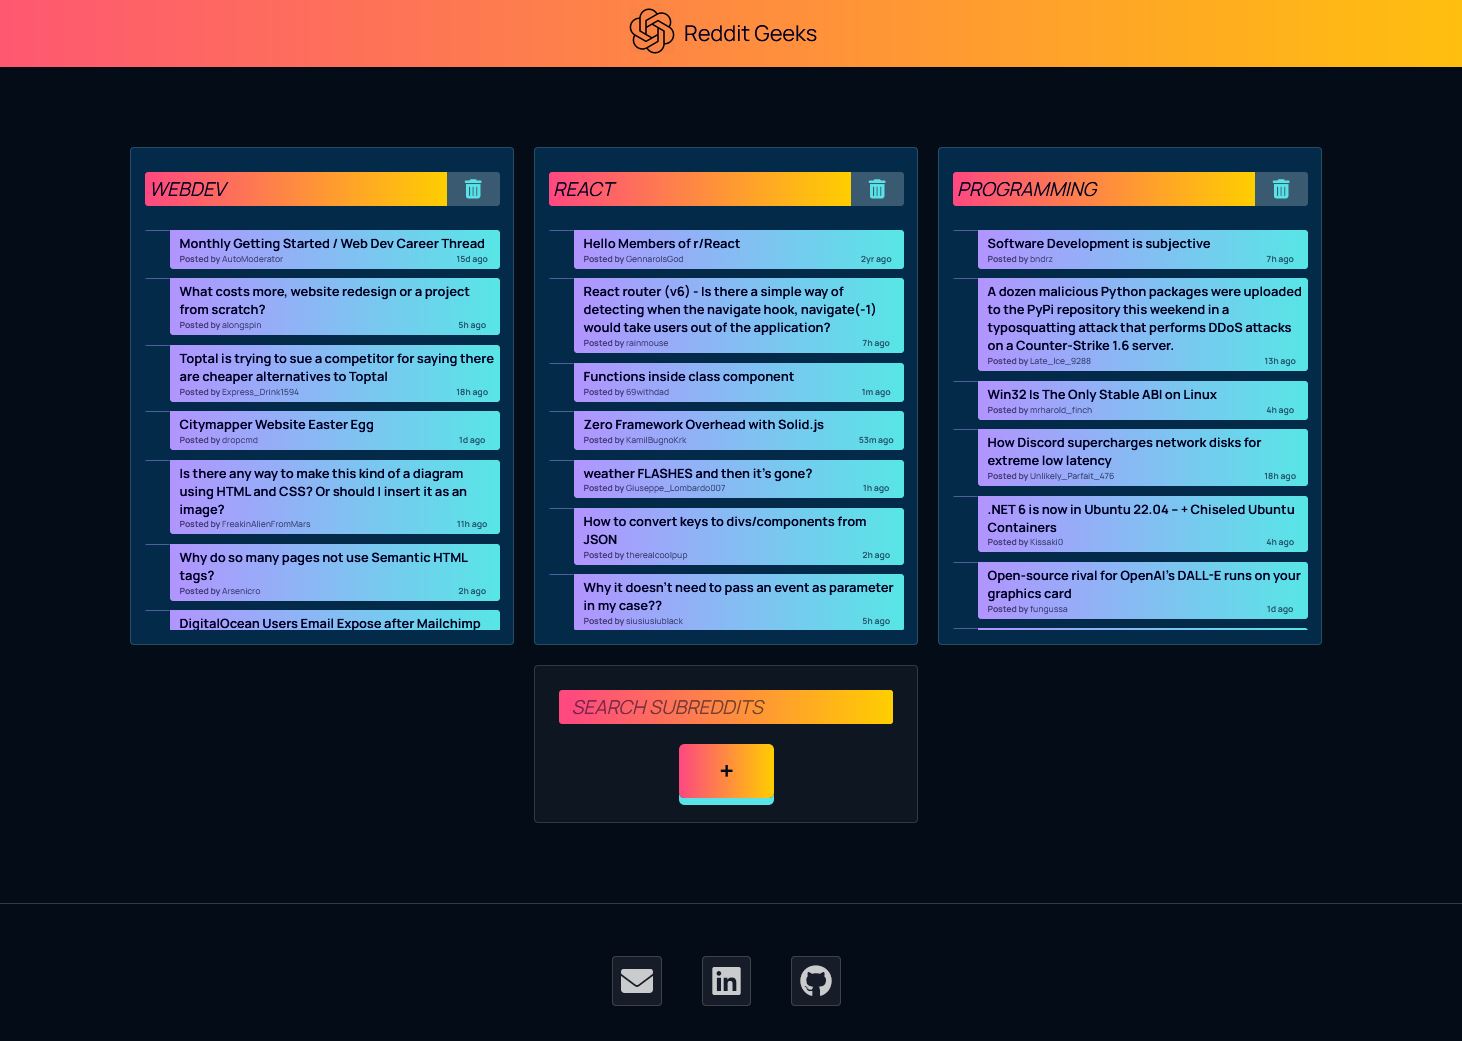 Reddit Geeks
WEBDEV
Monthly Getting Started / Web Dev Career Thread
Posted by AutoModerator 15d ago
What costs more, website redesign or a project
from scratch?
Posted by alongspin 5h ago
Toptal is trying to sue a competitor for saying there
are cheaper alternatives to Toptal
Posted by Express_Drink1594 18h ago
Citymapper Website Easter Egg
Posted by dropcmd 1d ago
Is there any way to make this kind of a diagram
using HTML and CSS? Or should I insert it as an
image?
Posted by FreakinAlienFromMars 11h ago
Why do so many pages not use Semantic HTML
tags?
Posted by Arsenicro 2h ago
DigitalOcean Users Email Expose after Mailchimp
REACT
Hello Members of r/React
Posted by GennaroIsGod 2yr ago
React router (v6) - Is there a simple way of
detecting when the navigate hook, navigate(-1)
would take users out of the application?
Posted by rainmouse 7h ago
Functions inside class component
Posted by 69withdad 1m ago
Zero Framework Overhead with Solid.js
Posted by KamilBugnoKrk 53m ago
weather FLASHES and then it's gone?
Posted by Giuseppe_Lombardo007 1h ago
How to convert keys to divs/components from
JSON
Posted by therealcoolpup 2h ago
Why it doesn't need to pass an event as parameter
in my case??
Posted by siusiusiublack 5h ago
PROGRAMMING
Software Development is subjective
Posted by bndrz 7h ago
A dozen malicious Python packages were uploaded
to the PyPi repository this weekend in a
typosquatting attack that performs DDoS attacks
on a Counter-Strike 1.6 server.
Posted by Late_Ice_9288 13h ago
Win32 Is The Only Stable ABI on Linux
Posted by mrharold_finch 4h ago
How Discord supercharges network disks for
extreme low latency
Posted by Unlikely_Parfait_476 18h ago
.NET 6 is now in Ubuntu 22.04 – + Chiseled Ubuntu
Containers
Posted by Kissaki0 4h ago
Open-source rival for OpenAI's DALL-E runs on your
graphics card
Posted by fungussa 1d ago
SEARCH SUBREDDITS
+